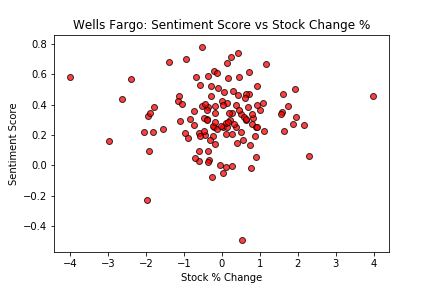 Wells Fargo: Sentiment Score vs Stock Change %
0.8
0.6
0.4
0.2
0.0
−0.2
−0.4
Sentiment Score
−4 −3 −2 −1 0 1 2 3 4
Stock % Change